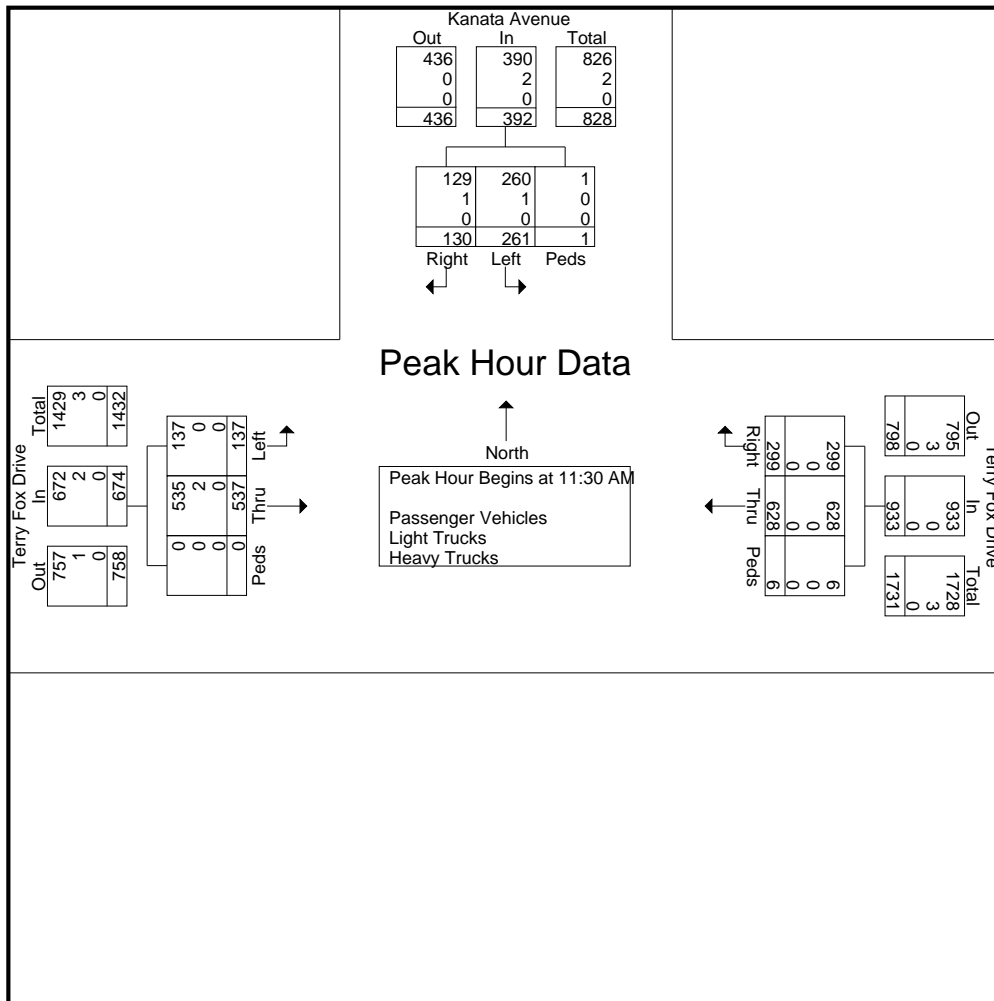 Kanata Avenue
Out In Total
436 390 826
0 2 2
0 0 0
436 392 828
129 260 1
1 1 0
0 0 0
130 261 1
Right Left Peds
Peak Hour Data
North
Peak Hour Begins at 11:30 AM
Passenger Vehicles
Light Trucks
Heavy Trucks
Terry Fox Drive
Out In Total
757 672 1429
1 2 3
0 0 0
758 674 1432
Left
137 0 0 137
Thru
535 2 0 537
Peds
0 0 0 0
Terry Fox Drive
Out In Total
795 933 1728
3 0 3
0 0 0
798 933 1731
Right Thru Peds
299 628 6
0 0 0
0 0 0
299 628 6